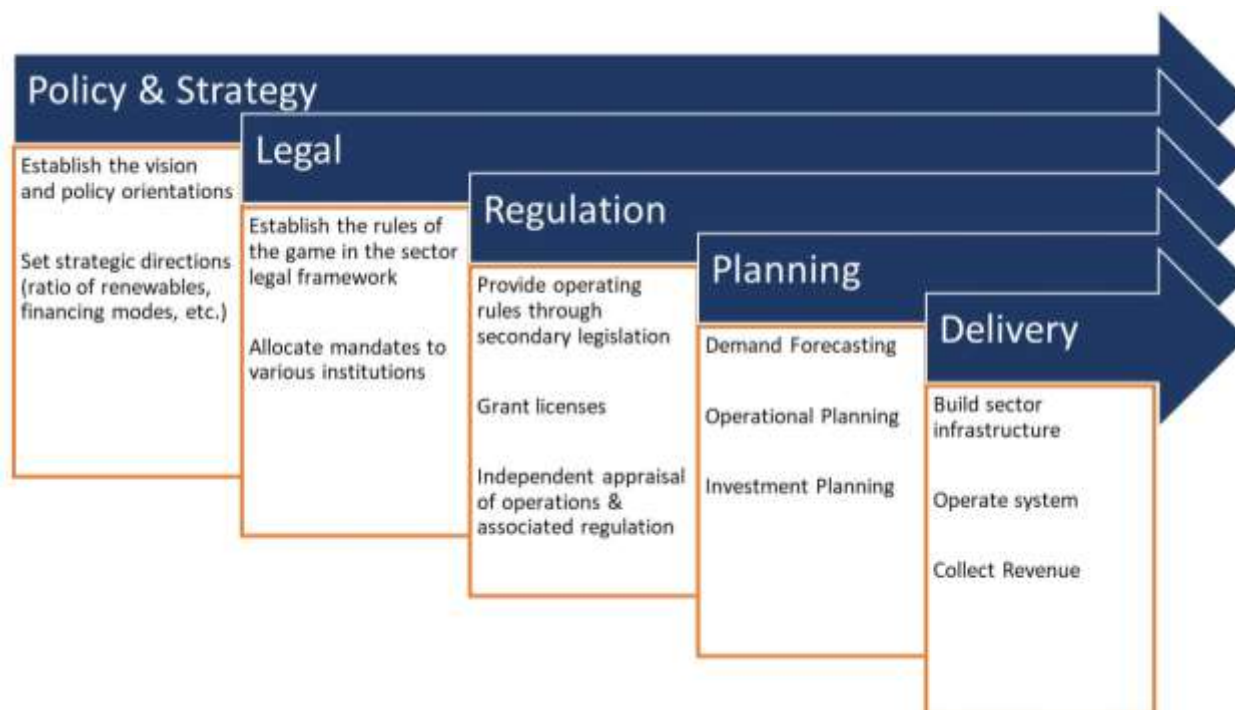 Policy & Strategy
Establish the vision
and policy orientations
Set strategic directions
(ratio of renewables,
financing modes, etc.)
Legal
Establish the rules of
the game in the sector
legal framework
Allocate mandates to
various institutions
Regulation
Provide operating
rules through
secondary legislation
Grant licenses
Independent appraisal
of operations &
associated regulation
Planning
Demand Forecasting
Operational Planning
Investment Planning
Delivery
Build sector
infrastructure
Operate system
Collect Revenue